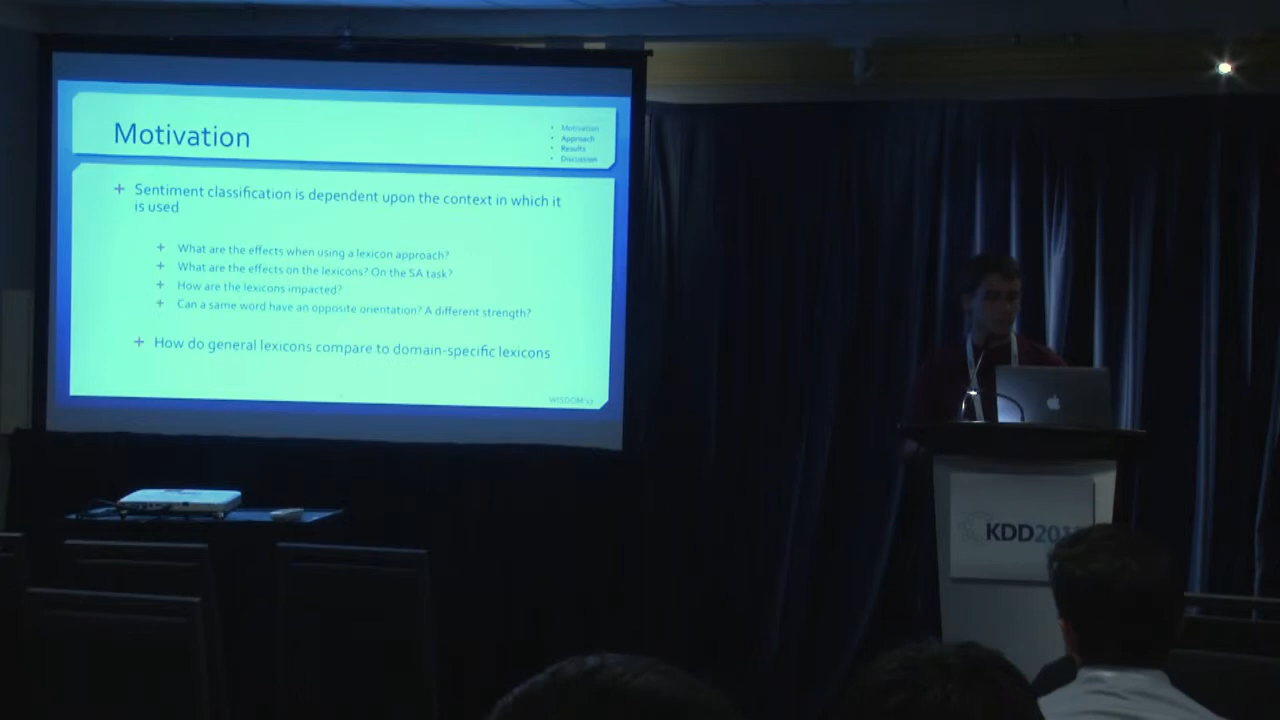 Motivation
• Motivation
• Approach
• Results
• Discussion
+ Sentiment classification is dependent upon the context in which it
is used
+ What are the effects when using a lexicon approach?
+ What are the effects on the lexicons? On the SA task?
+ How are the lexicons impacted?
+ Can a same word have an opposite orientation? A different strength?
+ How do general lexicons compare to domain-specific lexicons
WISDOM'17
KDD201